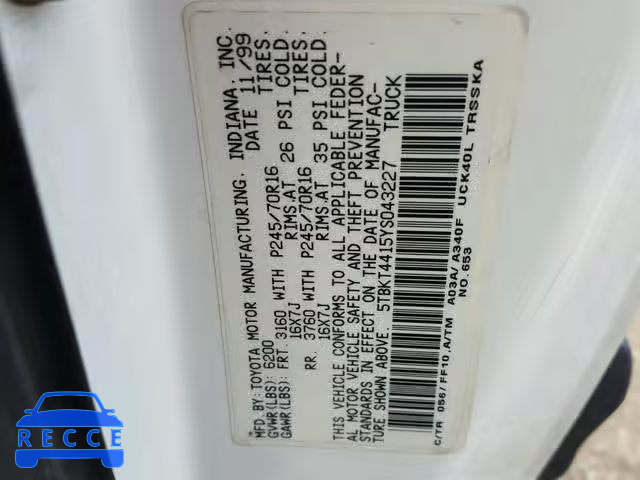 *MFD. BY: TOYOTA MOTOR MANUFACTURING, INDIANA, INC.
GVWR(LBS): 6200 DATE 11/99
GAWR(LBS): FRT. 3160 WITH P245/70R16 TIRES,
16X7J RIMS.AT 26 PSI COLD.
RR. 3760 WITH P245/70R16 TIRES,
16X7J RIMS.AT 35 PSI COLD.
THIS VEHICLE CONFORMS TO ALL APPLICABLE FEDER-
AL MOTOR VEHICLE SAFETY AND THEFT PREVENTION
STANDARDS IN EFFECT ON THE DATE OF MANUFAC-
TURE SHOWN ABOVE. 5TBKT4415YS043227 TRUCK
C/TR 056/FF10,A/TM A03A/A340F UCK40L TRSSKA
NO.653
RECCE